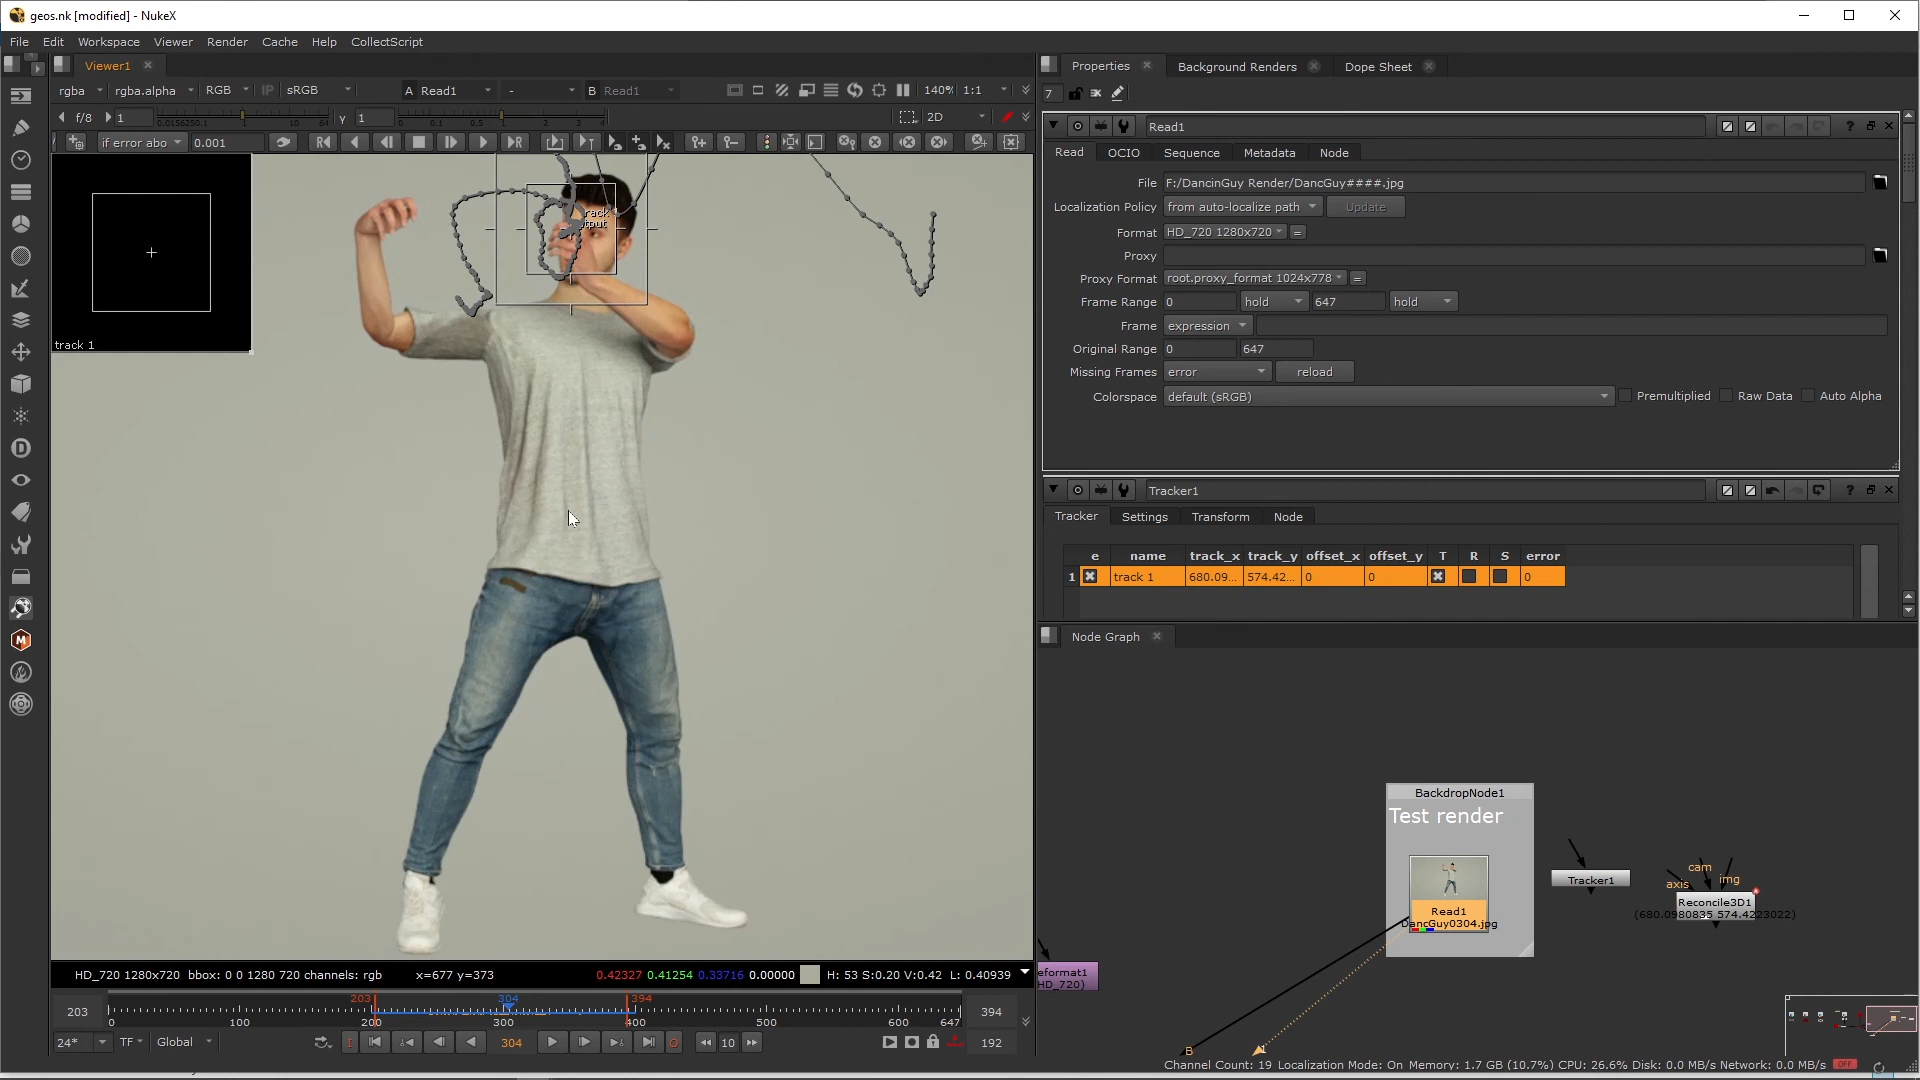 geos.nk [modified] - NukeX
File Edit Workspace Viewer Render Cache Help CollectScript
Viewer1
rgba rgba.alpha RGB IP sRGB A Read1 - B Read1 140% 1:1
f/8 1 y 1 2D
if error abo 0.001
track 1
HD_720 1280x720 bbox: 0 0 1280 720 channels: rgb x=677 y=373 0.42327 0.41254 0.33716 0.00000 H: 53 S:0.20 V:0.42 L: 0.40939
203 304 394
203 394
0 100 200 300 400 500 600 647
24* TF Global 304 10 192
Properties Background Renders Dope Sheet
7
Read1
Read OCIO Sequence Metadata Node
File F:/DancinGuy Render/DancGuy####.jpg
Localization Policy from auto-localize path Update
Format HD_720 1280x720 =
Proxy
Proxy Format root.proxy_format 1024x778 =
Frame Range 0 hold 647 hold
Frame expression
Original Range 0 647
Missing Frames error reload
Colorspace default (sRGB) Premultiplied Raw Data Auto Alpha
Tracker1
Tracker Settings Transform Node
e name track_x track_y offset_x offset_y T R S error
1 track 1 680.09... 574.42... 0 0 0
Node Graph
BackdropNode1
Test render
Read1
DancGuy0304.jpg
Tracker1
cam
axis img
Reconcile3D1
(680.0980835 574.4223022)
eformat1
HD_720)
B 1
Channel Count: 19 Localization Mode: On Memory: 1.7 GB (10.7%) CPU: 26.6% Disk: 0.0 MB/s Network: 0.0 MB/s OFF